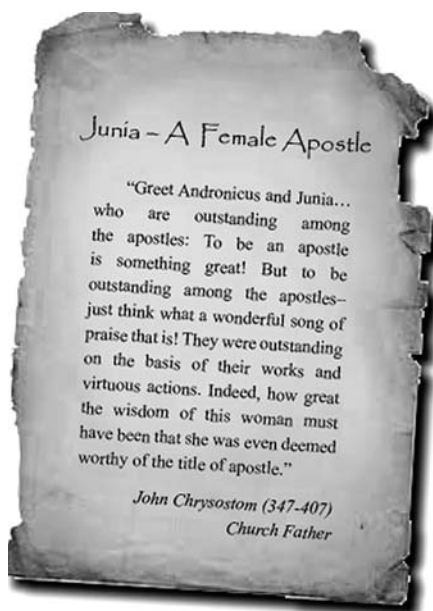 Junia – A Female Apostle
“Greet Andronicus and Junia…
who are outstanding among
the apostles: To be an apostle
is something great! But to be
outstanding among the apostles–
just think what a wonderful song of
praise that is! They were outstanding
on the basis of their works and
virtuous actions. Indeed, how great
the wisdom of this woman must
have been that she was even deemed
worthy of the title of apostle.”
John Chrysostom (347-407)
Church Father